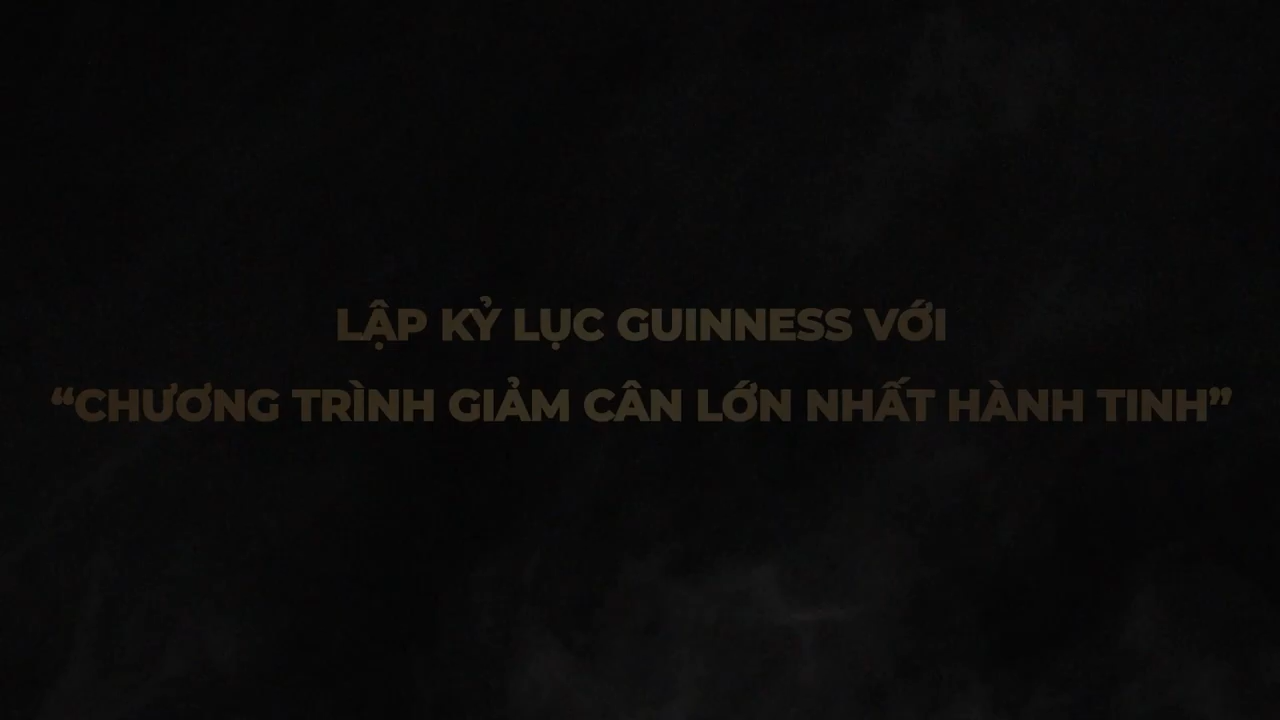 LẬP KỶ LỤC GUINNESS VỚI
“CHƯƠNG TRÌNH GIẢM CÂN LỚN NHẤT HÀNH TINH”